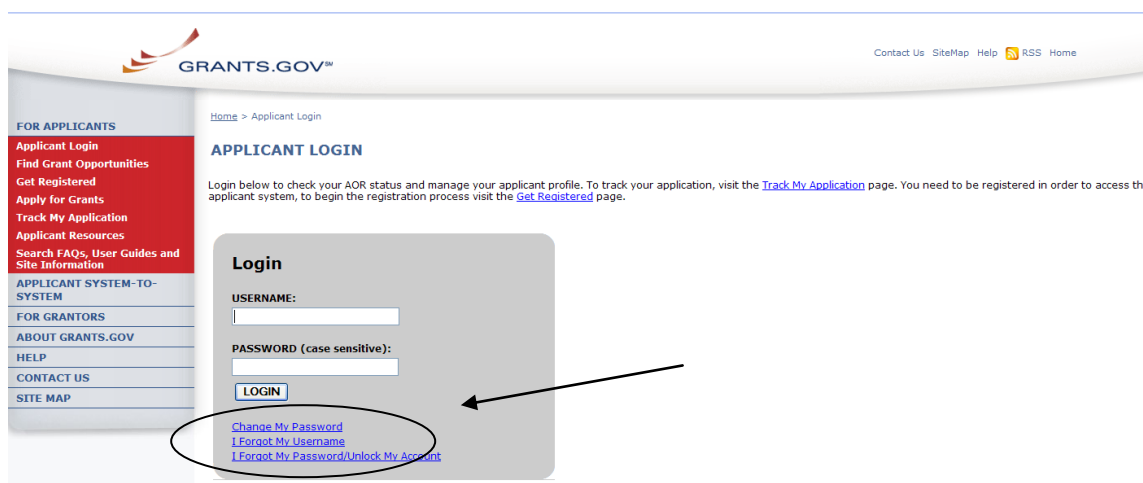 GRANTS.GOV℠
Contact Us SiteMap Help RSS Home
FOR APPLICANTS
Applicant Login
Find Grant Opportunities
Get Registered
Apply for Grants
Track My Application
Applicant Resources
Search FAQs, User Guides and
Site Information
APPLICANT SYSTEM-TO-
SYSTEM
FOR GRANTORS
ABOUT GRANTS.GOV
HELP
CONTACT US
SITE MAP
Home > Applicant Login
APPLICANT LOGIN
Login below to check your AOR status and manage your applicant profile. To track your application, visit the Track My Application page. You need to be registered in order to access th
applicant system, to begin the registration process visit the Get Registered page.
Login
USERNAME:
PASSWORD (case sensitive):
LOGIN
Change My Password
I Forgot My Username
I Forgot My Password/Unlock My Account